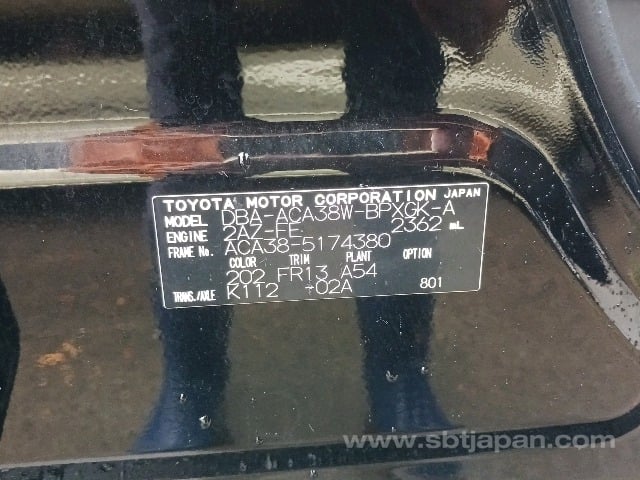 TOYOTA MOTOR CORPORATION JAPAN
MODEL DBA-ACA38W-BPXGK-A
ENGINE 2AZ-FE 2362 mL
FRAME No. ACA38-5174380
COLOR TRIM PLANT OPTION
202 FR13 A54
TRANS./AXLE K112 -02A 801
www.sbtjapan.com